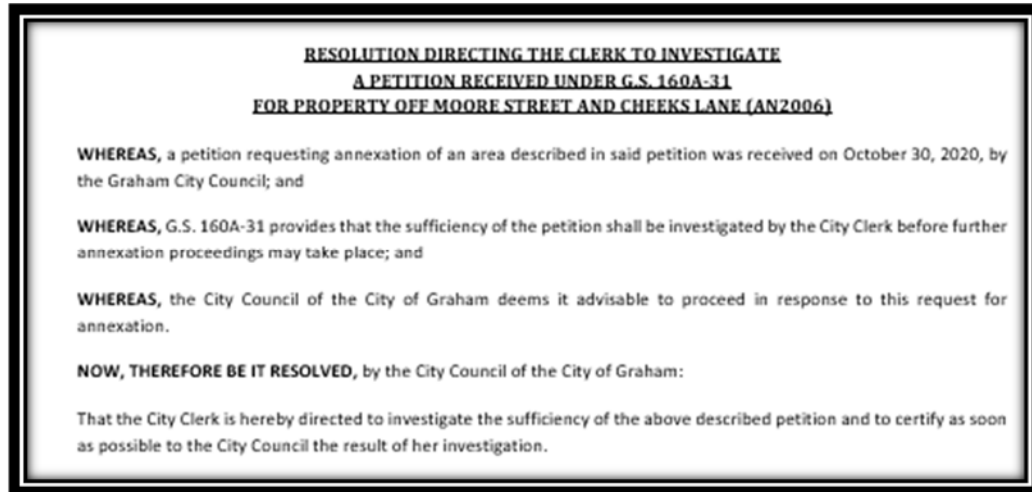 RESOLUTION DIRECTING THE CLERK TO INVESTIGATE
A PETITION RECEIVED UNDER G.S. 160A-31
FOR PROPERTY OFF MOORE STREET AND CHEEKS LANE (AN2006)
WHEREAS, a petition requesting annexation of an area described in said petition was received on October 30, 2020, by
the Graham City Council; and
WHEREAS, G.S. 160A-31 provides that the sufficiency of the petition shall be investigated by the City Clerk before further
annexation proceedings may take place; and
WHEREAS, the City Council of the City of Graham deems it advisable to proceed in response to this request for
annexation.
NOW, THEREFORE BE IT RESOLVED, by the City Council of the City of Graham:
That the City Clerk is hereby directed to investigate the sufficiency of the above described petition and to certify as soon
as possible to the City Council the result of her investigation.